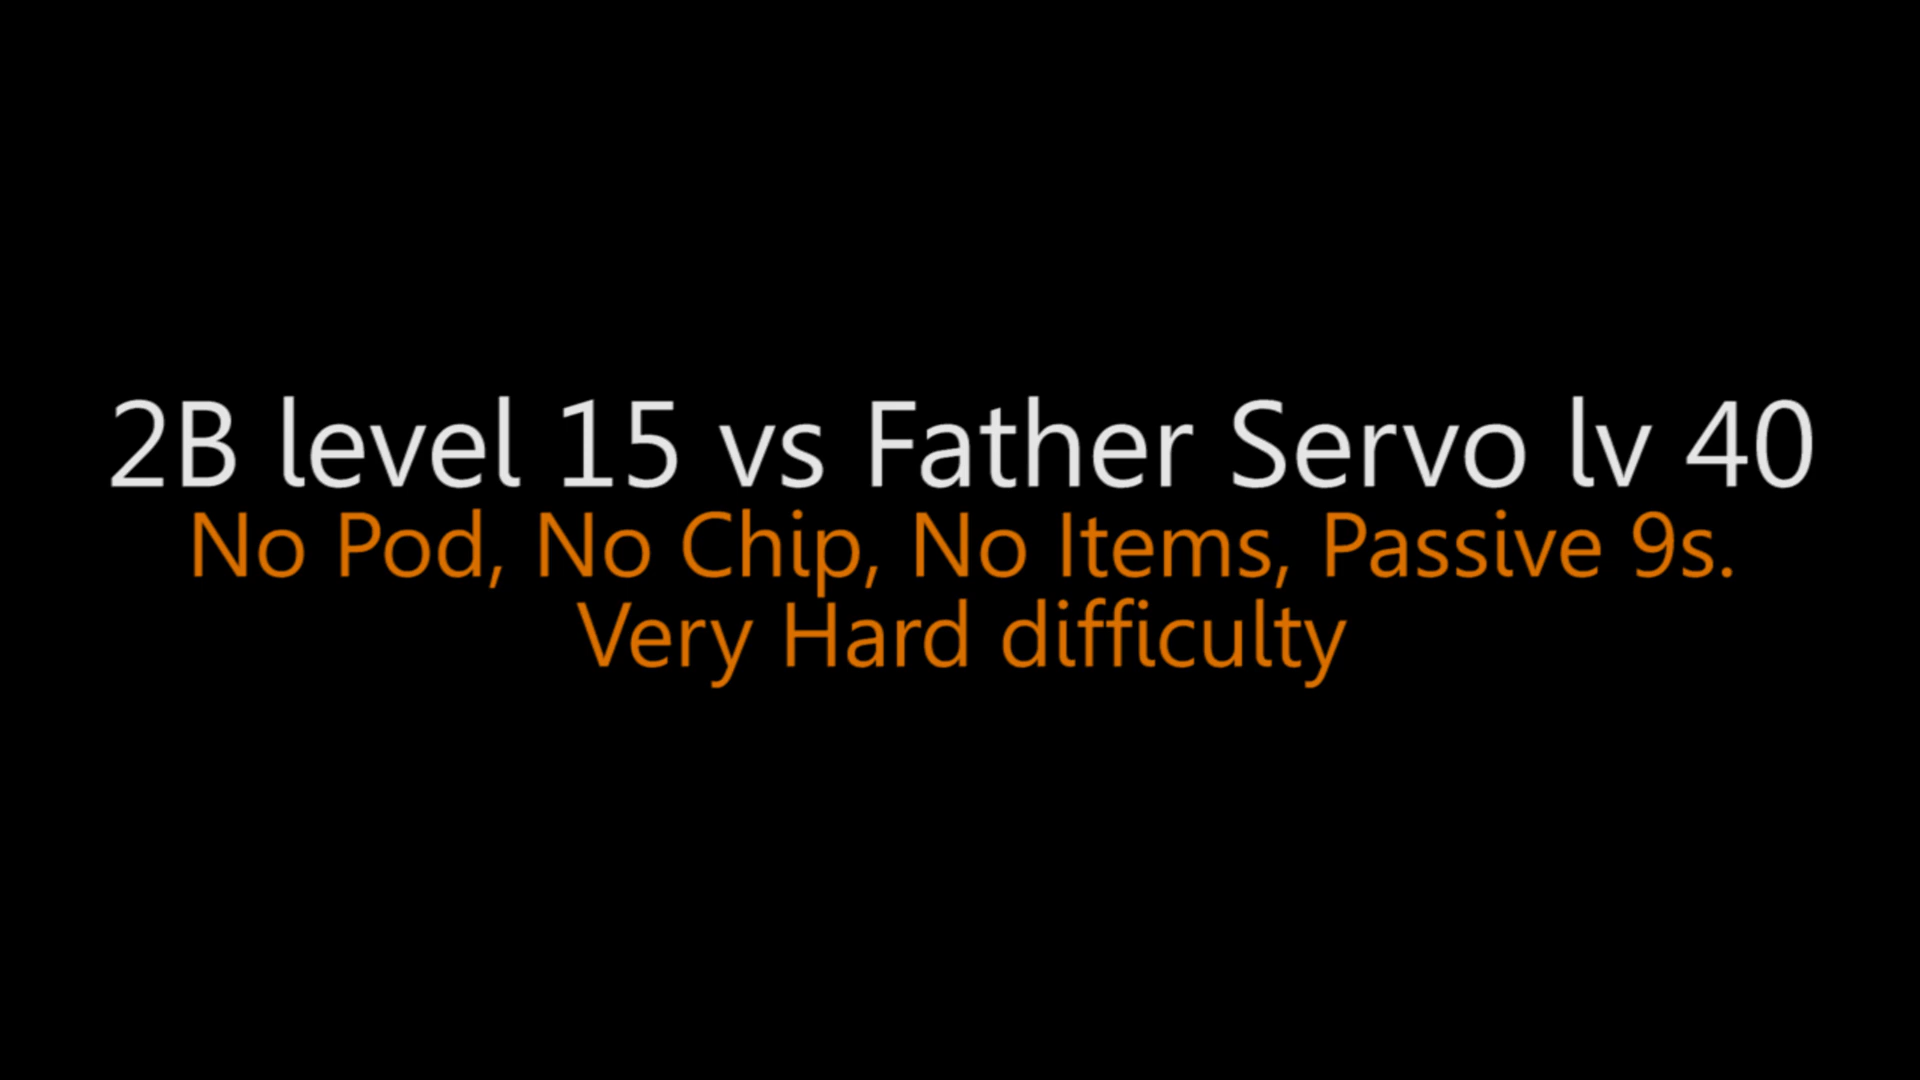 2B level 15 vs Father Servo lv 40
No Pod, No Chip, No Items, Passive 9s.
Very Hard difficulty